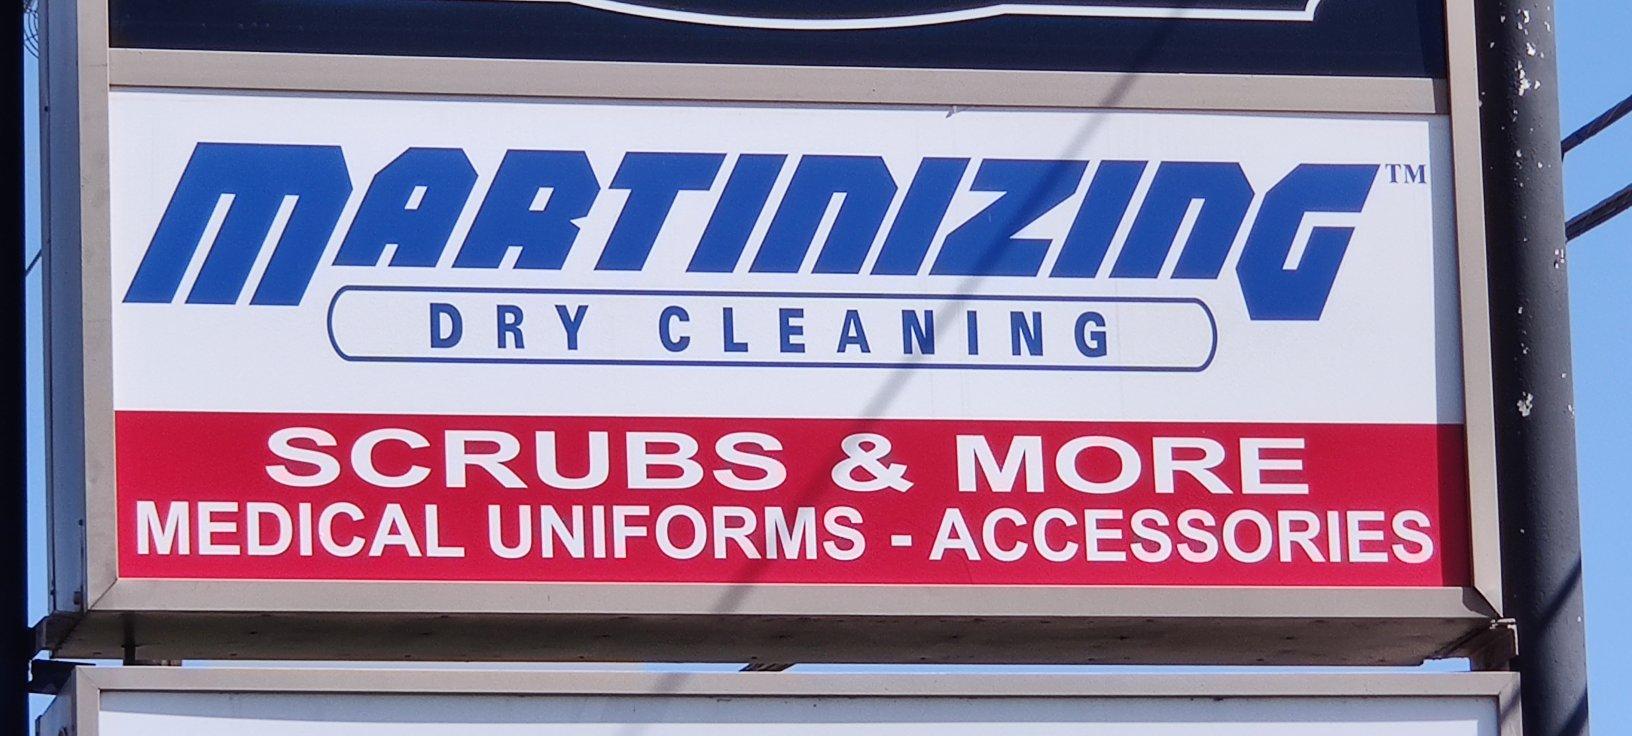 MARTINIZING™
DRY CLEANING
SCRUBS & MORE
MEDICAL UNIFORMS - ACCESSORIES